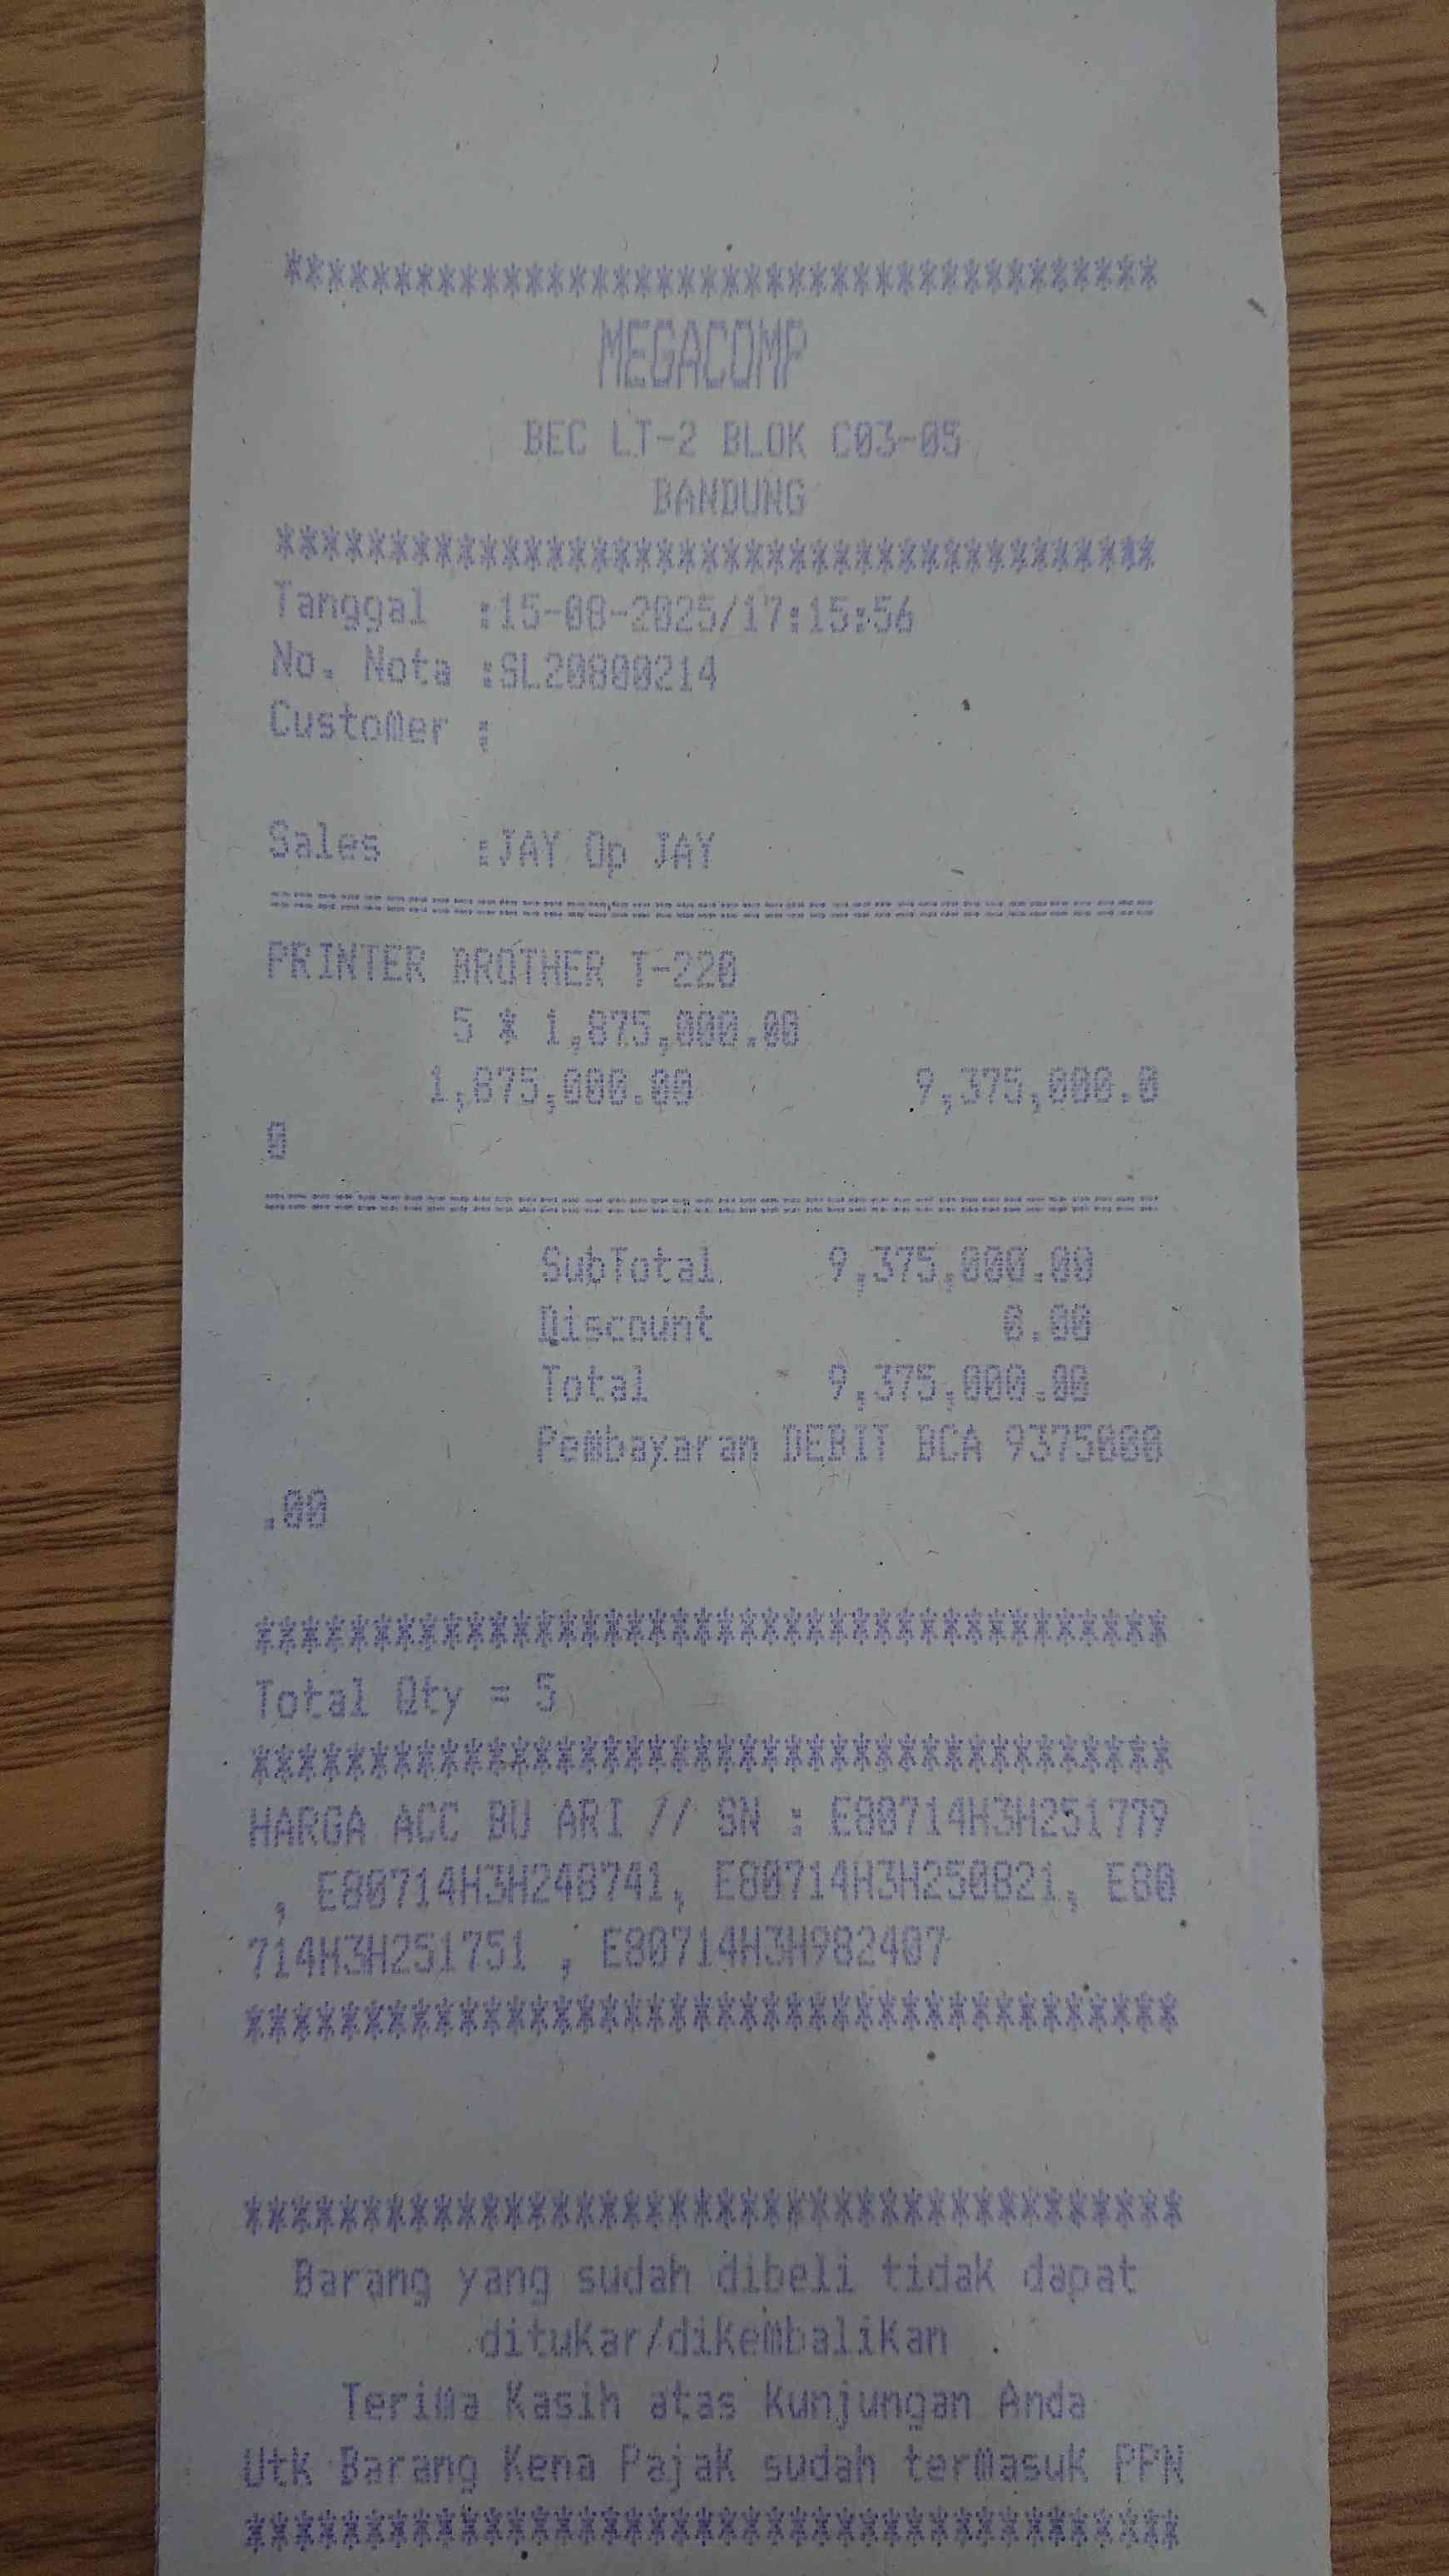 ****************************************
MEGACOMP
BEC LT-2 BLOK C03-05
BANDUNG
****************************************
Tanggal :15-08-2025/17:15:56
No. Nota :SL20800214
Customer :
Sales :JAY Op JAY
========================================
PRINTER BROTHER T-220
5 * 1,875,000.00
1,875,000.00 9,375,000.0
0
========================================
SubTotal 9,375,000.00
Discount 0.00
Total 9,375,000.00
Pembayaran DEBIT BCA 9375000
.00
****************************************
Total Qty = 5
****************************************
HARGA ACC BU ARI // SN : E80714H3H251779
, E80714H3H248741, E80714H3H250821, E80
714H3H251751 , E80714H3H982407
****************************************
****************************************
Barang yang sudah dibeli tidak dapat
ditukar/dikembalikan
Terima Kasih atas Kunjungan Anda
Utk Barang Kena Pajak sudah termasuk PPN
****************************************